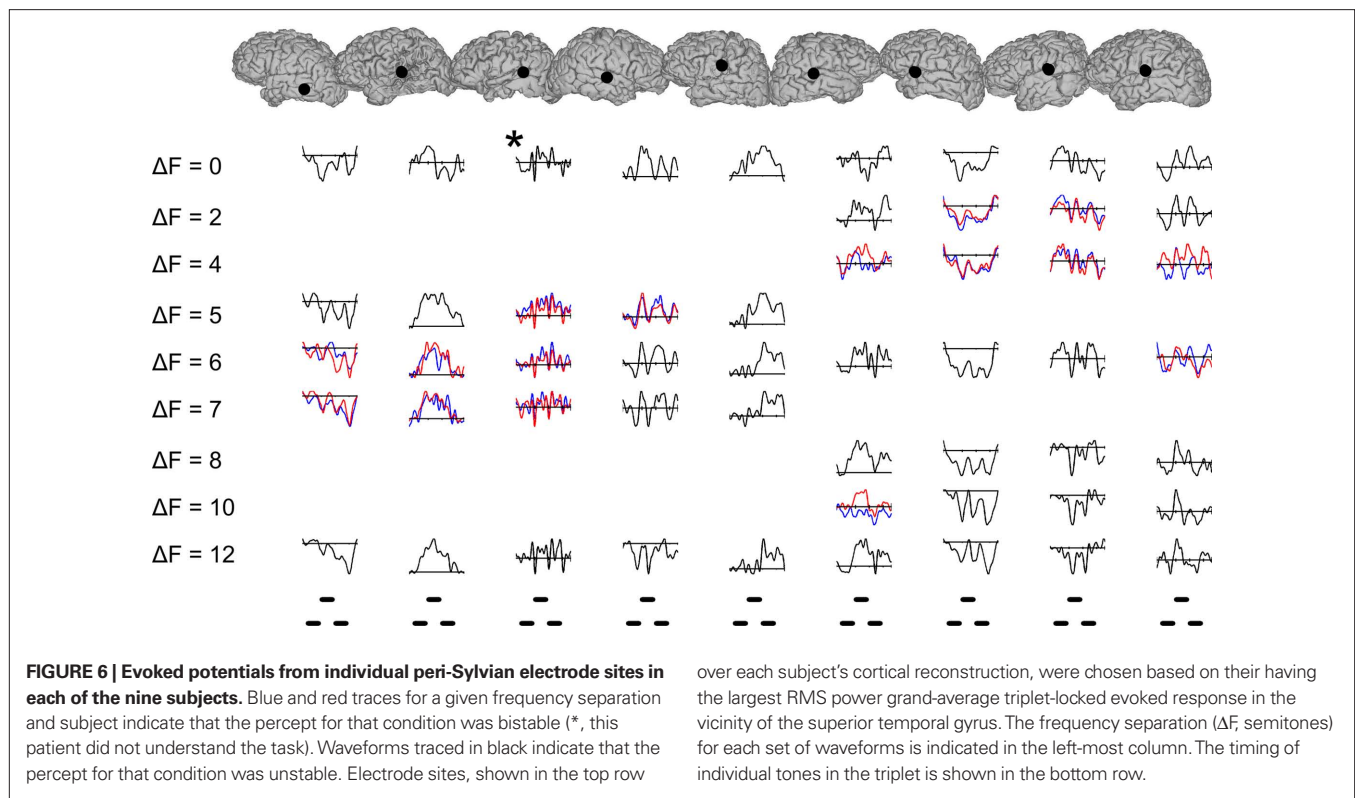 *
ΔF = 0
ΔF = 2
ΔF = 4
ΔF = 5
ΔF = 6
ΔF = 7
ΔF = 8
ΔF = 10
ΔF = 12
FIGURE 6 | Evoked potentials from individual peri-Sylvian electrode sites in
each of the nine subjects. Blue and red traces for a given frequency separation
and subject indicate that the percept for that condition was bistable (*, this
patient did not understand the task). Waveforms traced in black indicate that the
percept for that condition was unstable. Electrode sites, shown in the top row
over each subject's cortical reconstruction, were chosen based on their having
the largest RMS power grand-average triplet-locked evoked response in the
vicinity of the superior temporal gyrus. The frequency separation (ΔF, semitones)
for each set of waveforms is indicated in the left-most column. The timing of
individual tones in the triplet is shown in the bottom row.